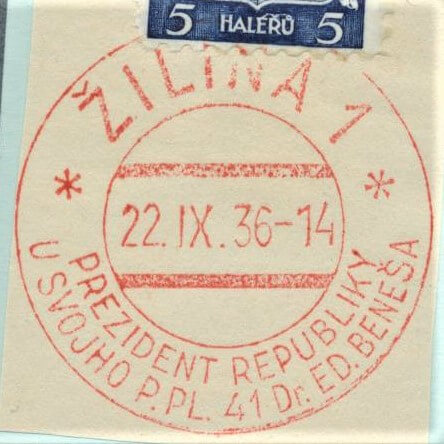 5 HALÉŘŮ 5
ŽILINA 1
* *
22. IX. 36-14
PREZIDENT REPUBLIKY
U SVOJHO P. PL. 41 Dr. ED. BENEŠA